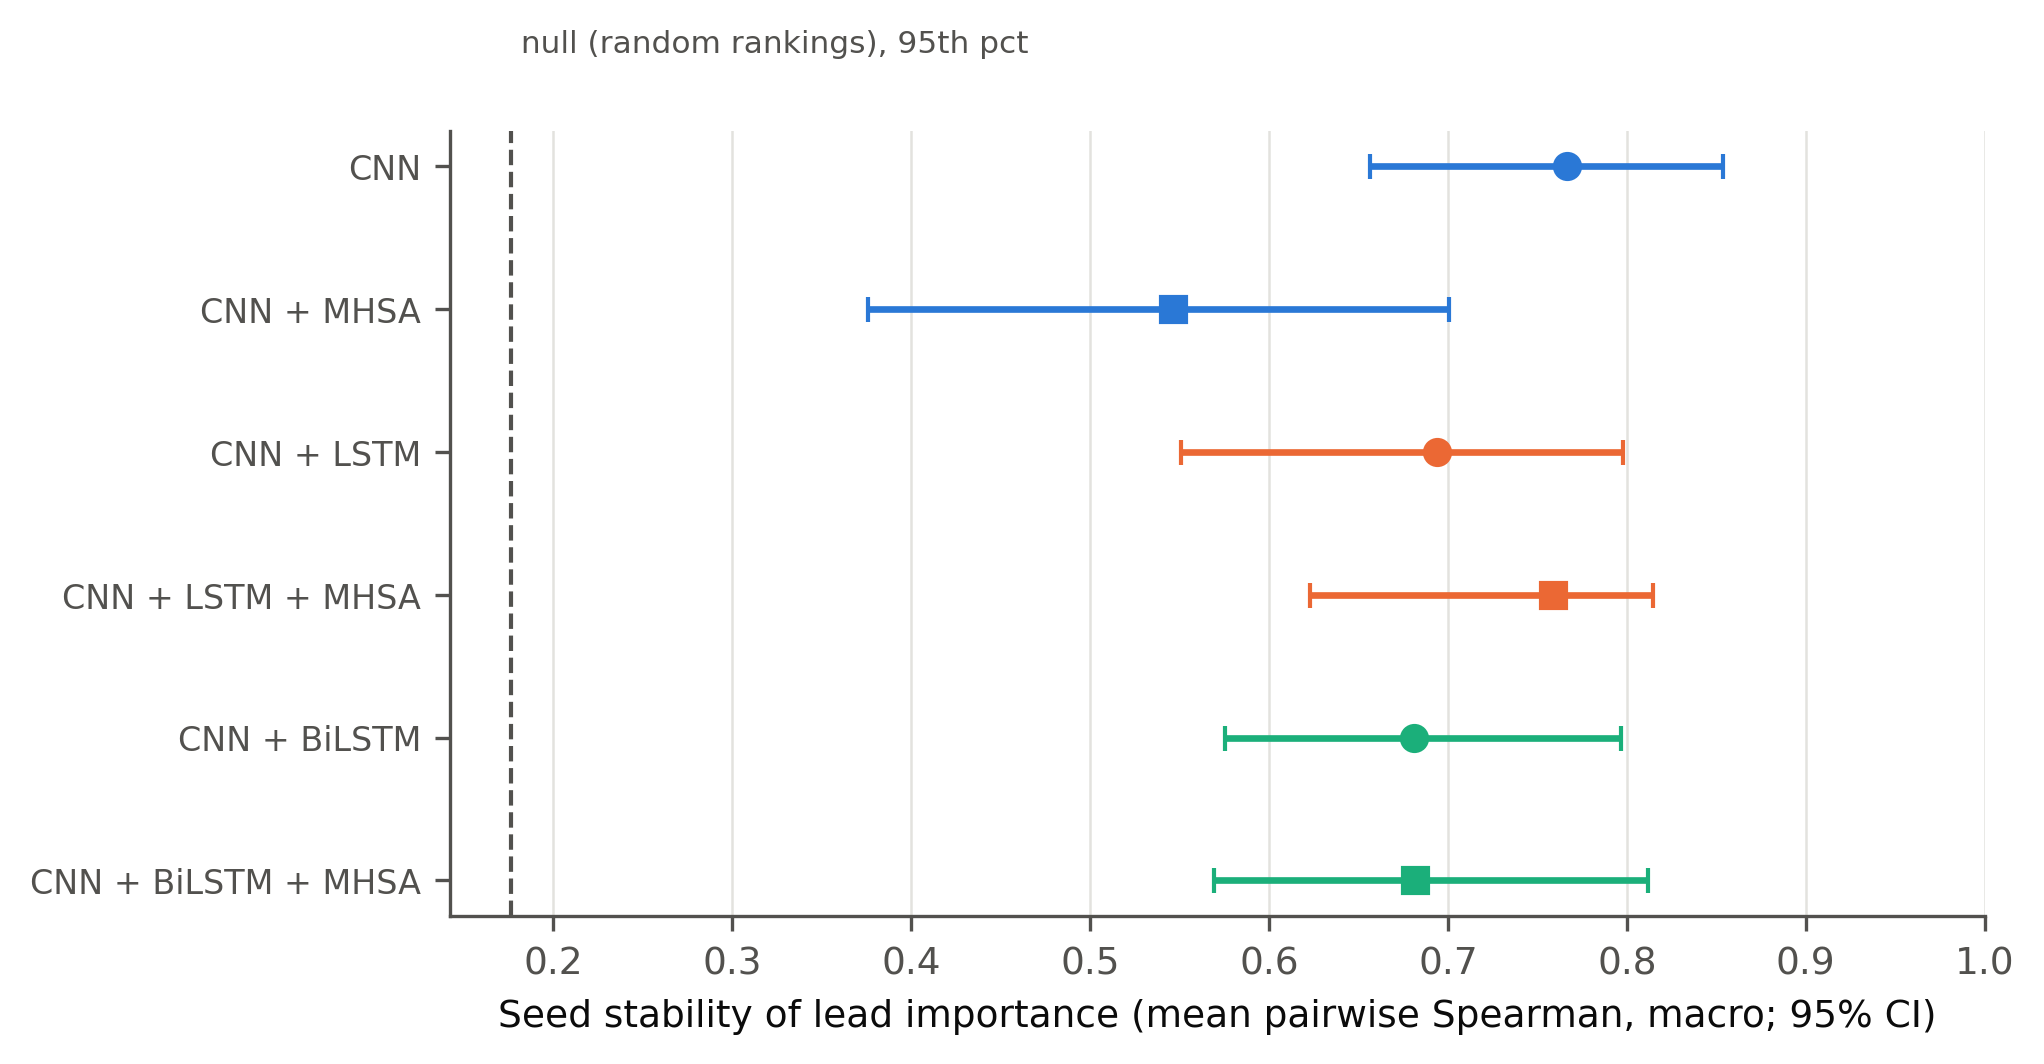 null (random rankings), 95th pct
CNN
CNN + MHSA
CNN + LSTM
CNN + LSTM + MHSA
CNN + BiLSTM
CNN + BiLSTM + MHSA
0.2 0.3 0.4 0.5 0.6 0.7 0.8 0.9 1.0
Seed stability of lead importance (mean pairwise Spearman, macro; 95% CI)